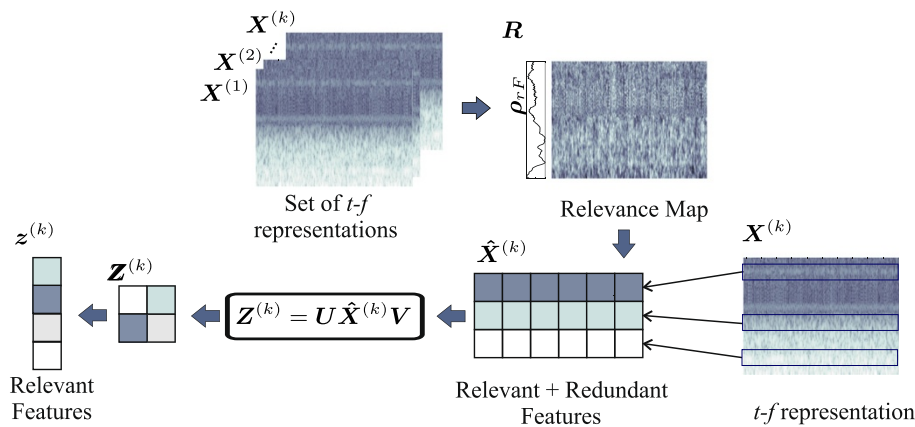 X^(k)
⋰
X^(2)
X^(1)
R
ρ_rF
Set of t-f
representations
Relevance Map
z^(k)
Z^(k)
Z^(k) = UX̂^(k)V
X̂^(k)
X^(k)
Relevant
Features
Relevant + Redundant
Features
t-f representation